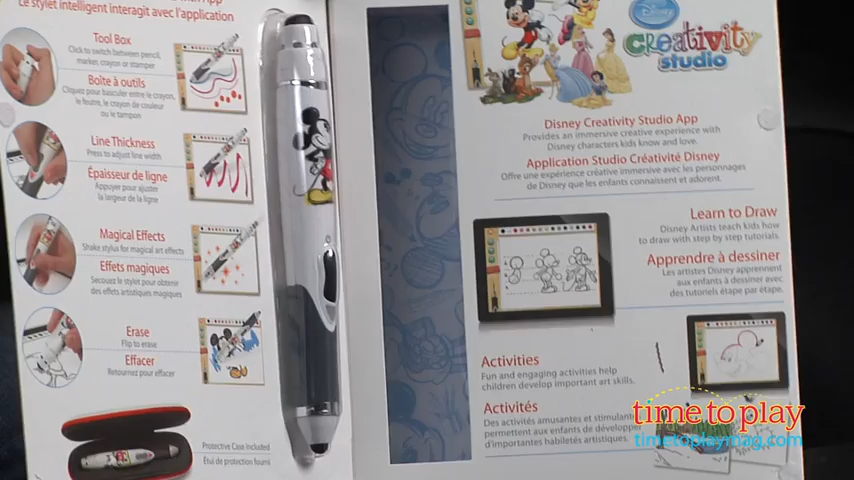 Le stylet intelligent interagit avec l'application
Tool Box
Click to switch between pencil,
marker, crayon or stamper
Boîte à outils
Cliquez pour basculer entre le crayon,
le feutre, le crayon de couleur
ou le tampon
Line Thickness
Press to adjust line width
Épaisseur de ligne
Appuyer pour ajuster
la largeur de la ligne
Magical Effects
Shake stylus for magical art effects
Effets magiques
Secouez le stylet pour obtenir
des effets artistiques magiques
Erase
Flip to erase
Effacer
Retournez pour effacer
Protective Case Included
Étui de protection fourni
Disney
creativity
studio
Disney Creativity Studio App
Provides an immersive creative experience with
Disney characters kids know and love.
Application Studio Créativité Disney
Offre une expérience créative immersive avec les personnages
de Disney que les enfants connaissent et adorent.
Learn to Draw
Disney Artists teach kids how
to draw with step by step tutorials.
Apprendre à dessiner
Les artistes Disney apprennent
aux enfants à dessiner avec
des tutoriels étape par étape.
Activities
Fun and engaging activities help
children develop important art skills.
Activités
Des activités amusantes et stimulantes
permettent aux enfants de développer
d'importantes habiletés artistiques.
time to play
timetoplaymag.com